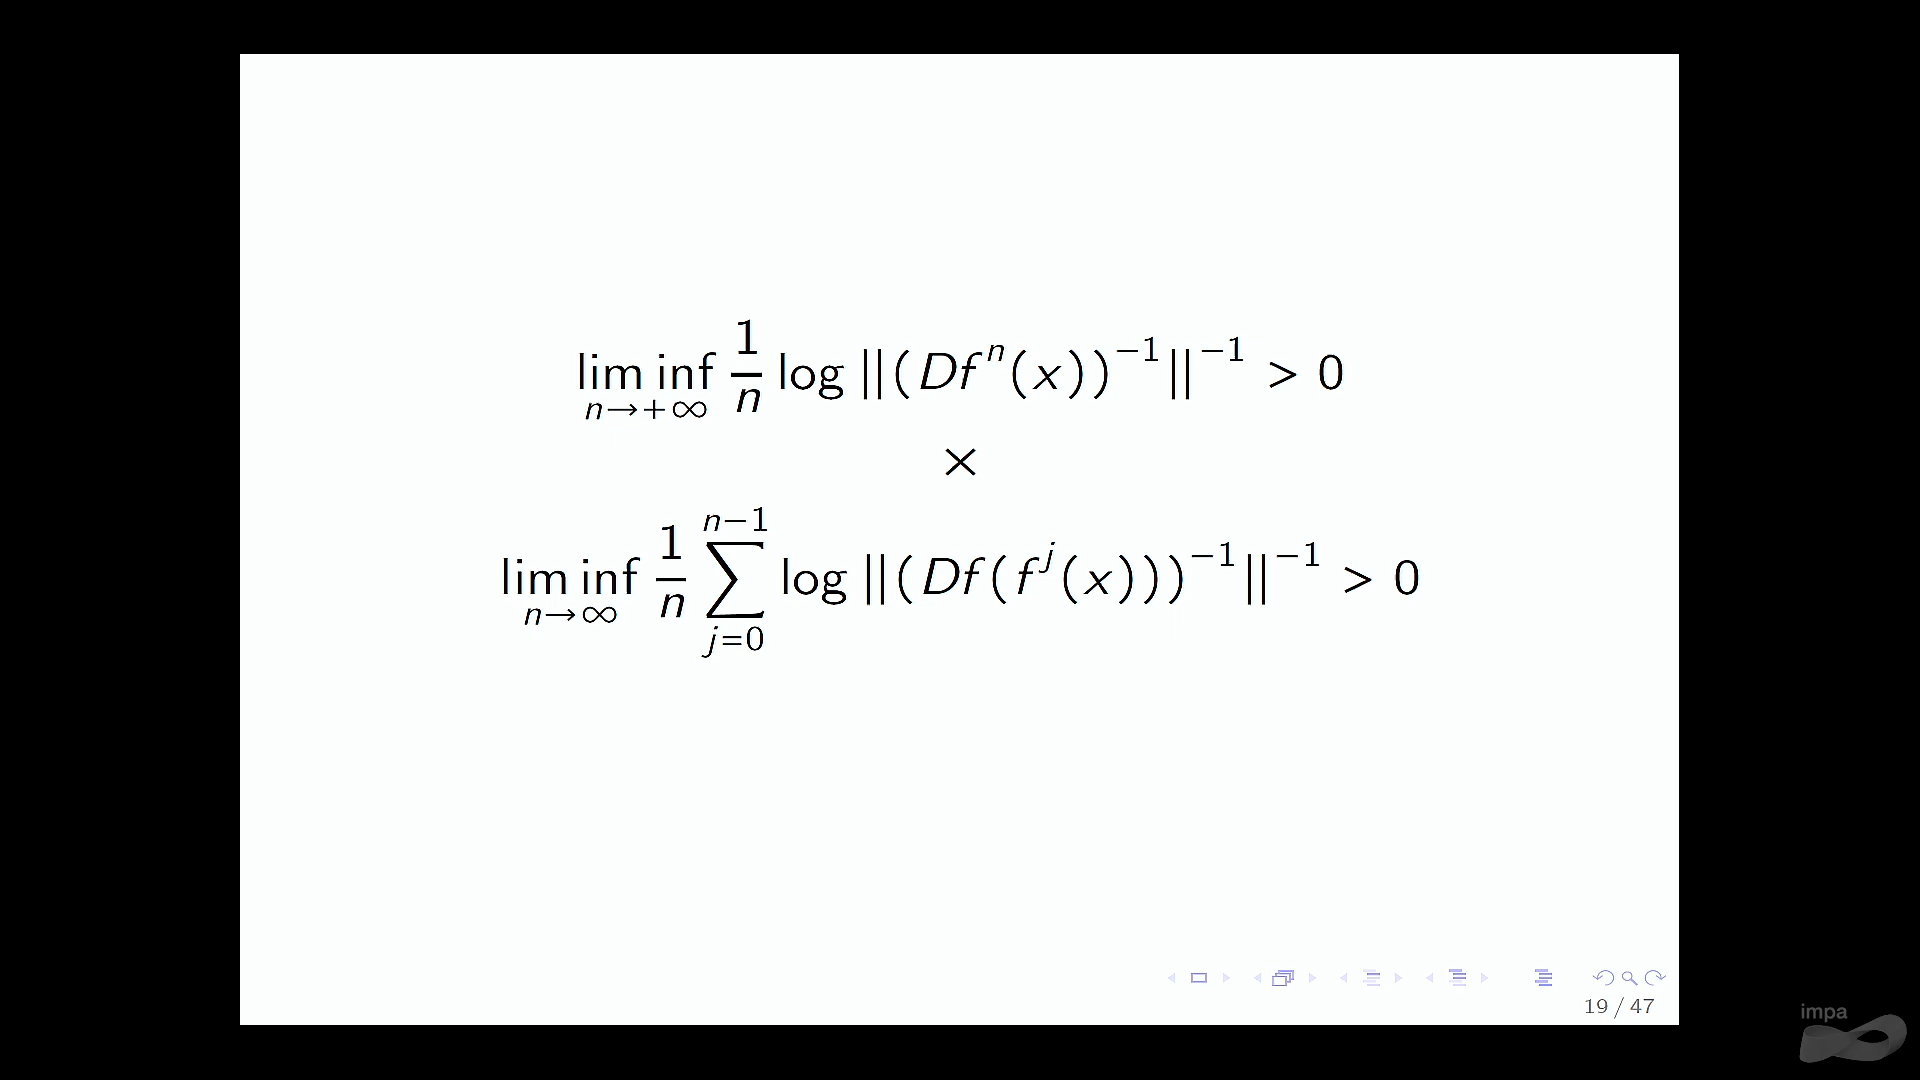 lim inf_{n→+∞} 1/n log ||(Df^n(x))^{-1}||^{-1} > 0
×
lim inf_{n→∞} 1/n ∑_{j=0}^{n-1} log ||(Df(f^j(x)))^{-1}||^{-1} > 0
19 / 47
impa